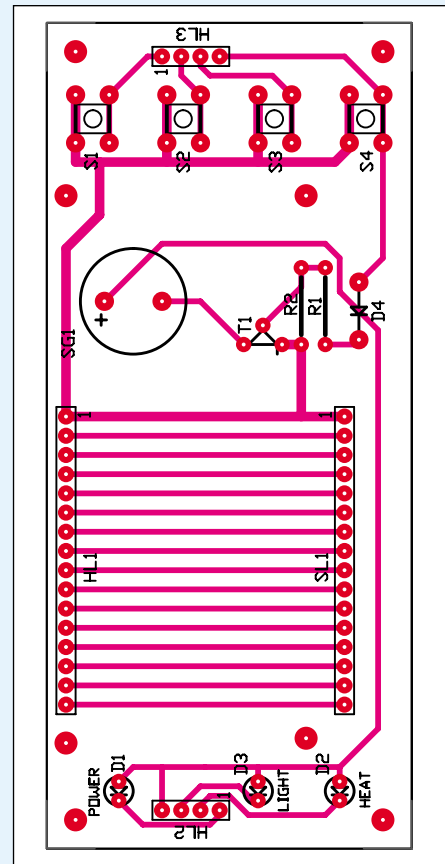 HL3
1
S1
S2
S3
S4
+
SG1
T1
R2
R1
D4
1
1
HL1
SL1
D1
D3
D2
POWER
LIGHT
HEAT
1
HL2